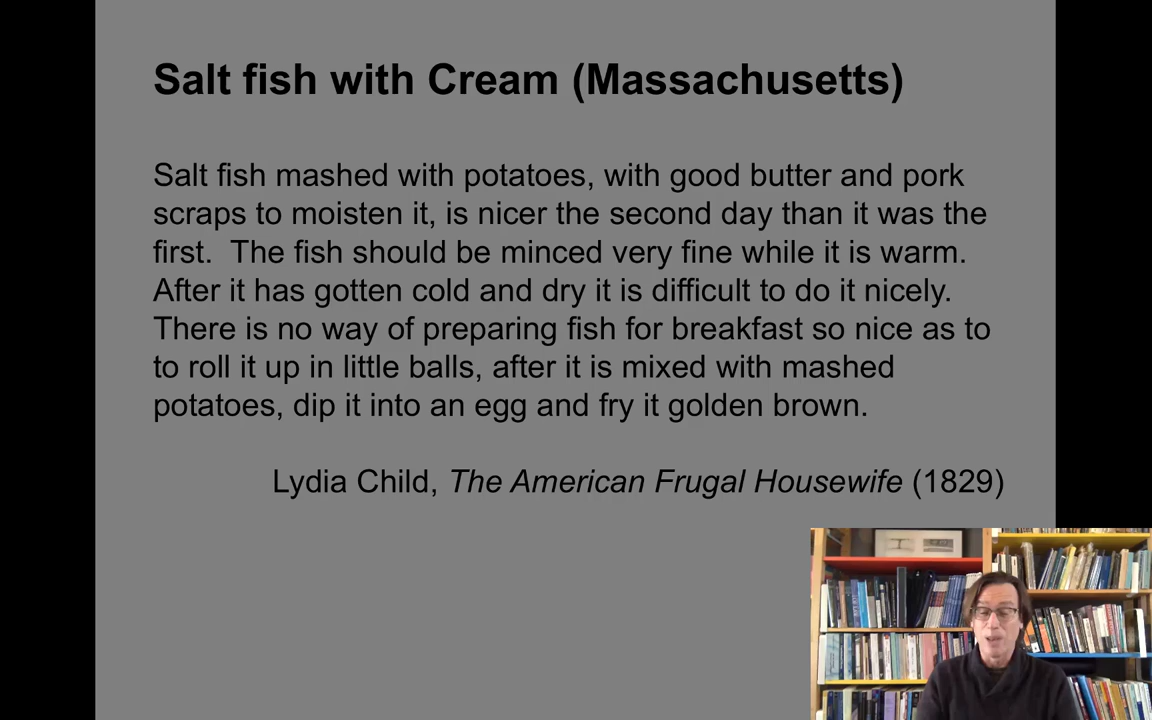 Salt fish with Cream (Massachusetts)
Salt fish mashed with potatoes, with good butter and pork
scraps to moisten it, is nicer the second day than it was the
first.  The fish should be minced very fine while it is warm.
After it has gotten cold and dry it is difficult to do it nicely.
There is no way of preparing fish for breakfast so nice as to
to roll it up in little balls, after it is mixed with mashed
potatoes, dip it into an egg and fry it golden brown.
Lydia Child, The American Frugal Housewife (1829)